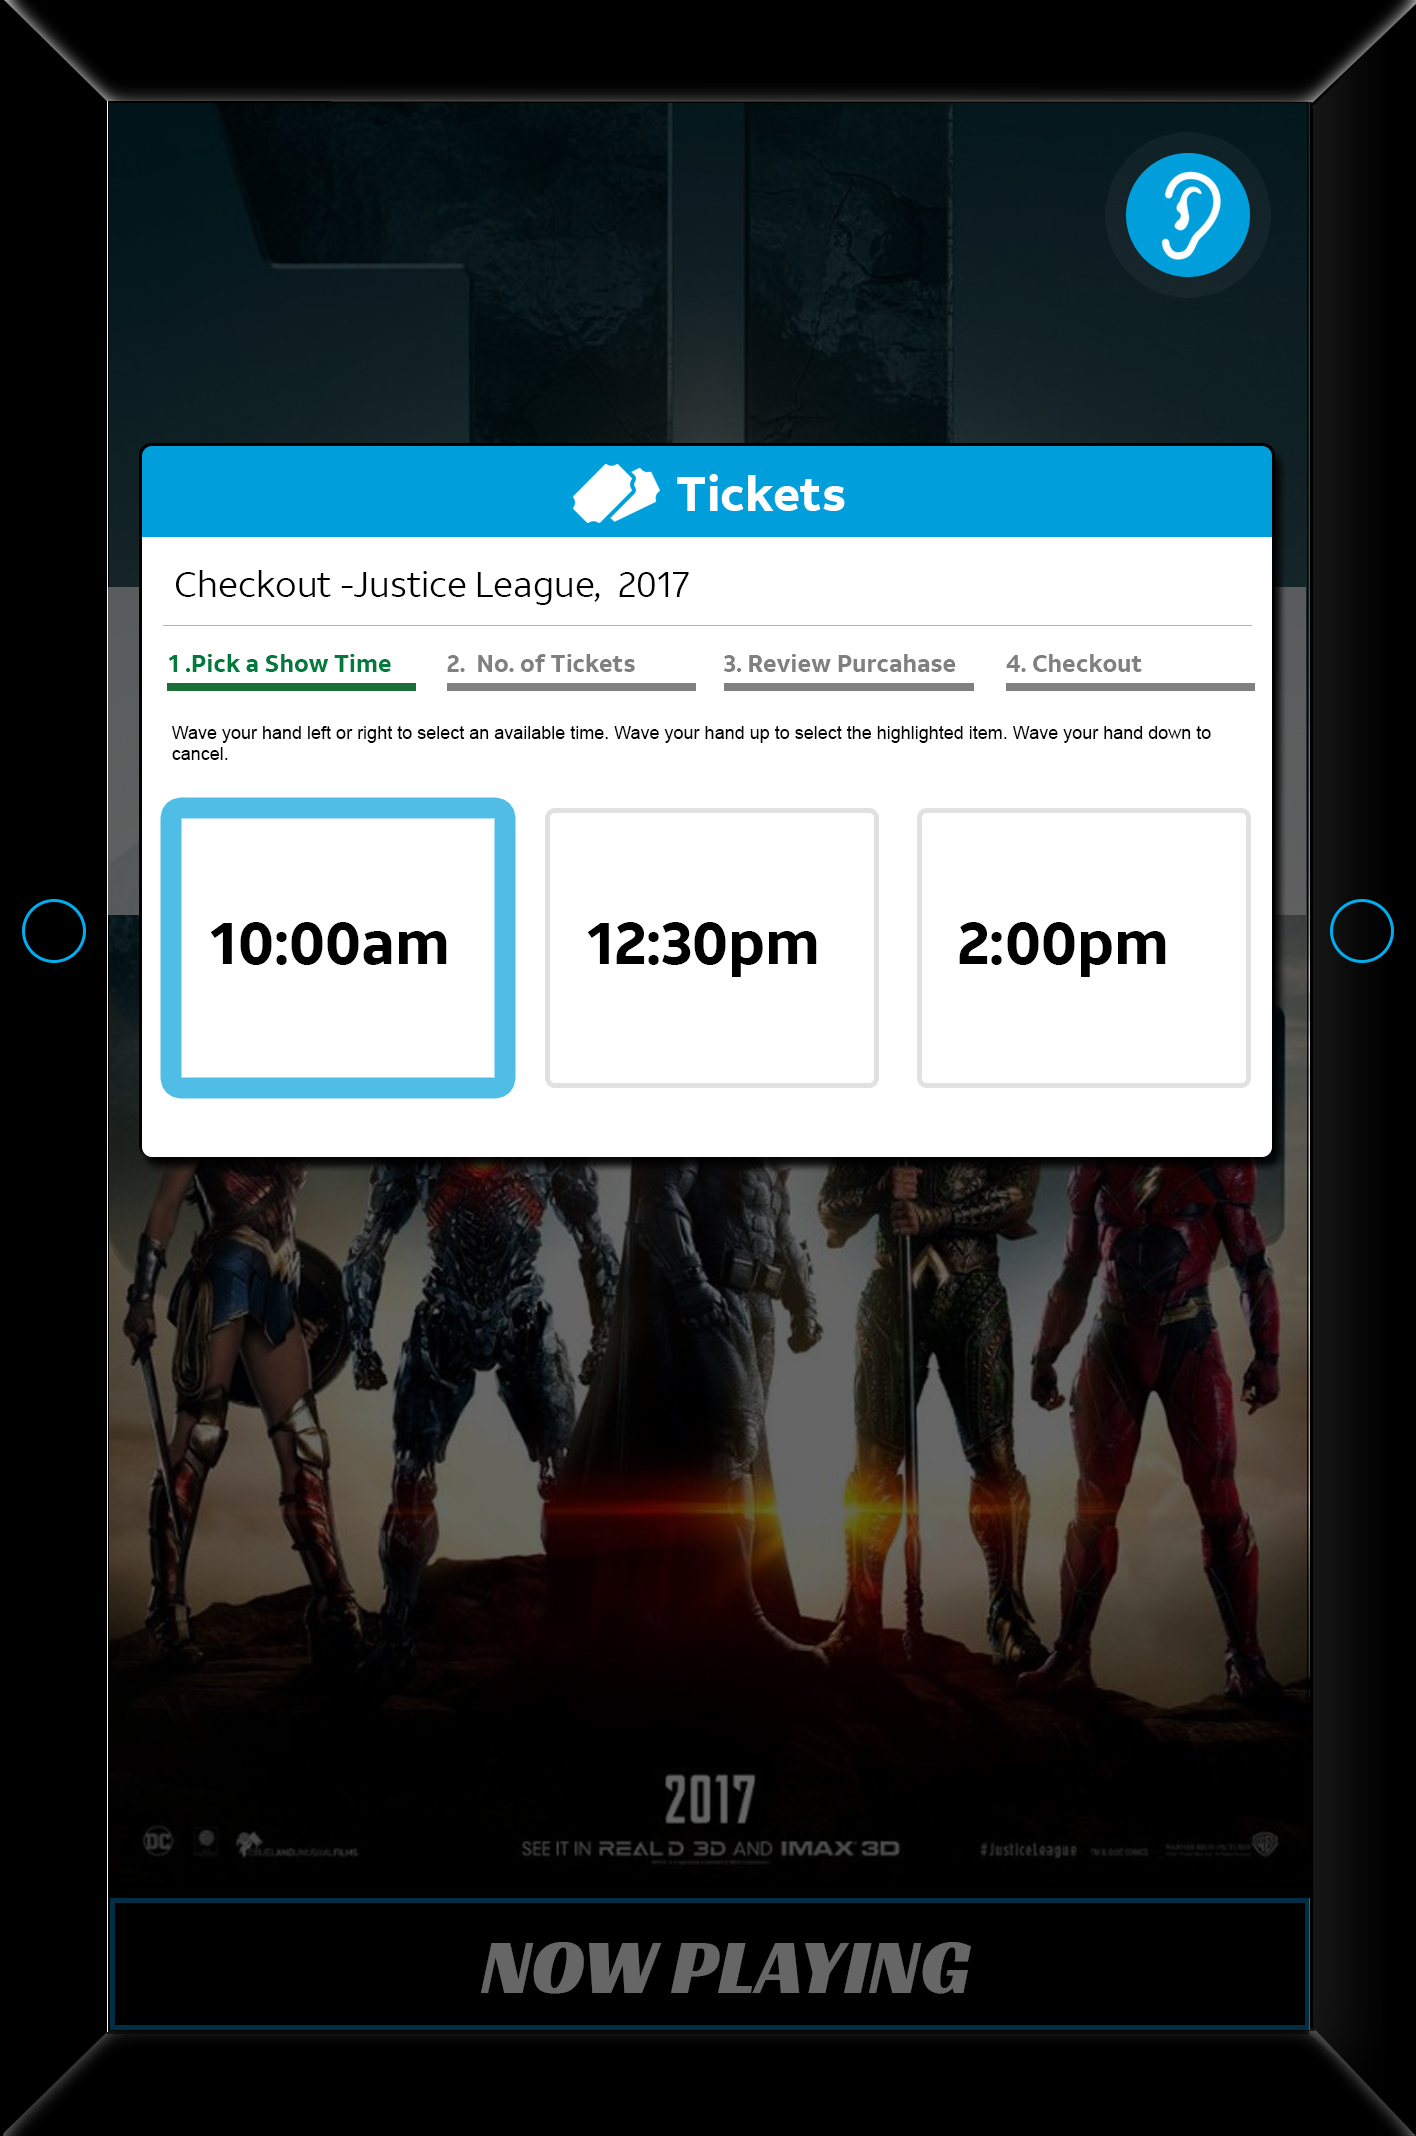 Tickets
Checkout -Justice League, 2017
1 .Pick a Show Time
2. No. of Tickets
3. Review Purcahase
4. Checkout
Wave your hand left or right to select an available time. Wave your hand up to select the highlighted item. Wave your hand down to
cancel.
10:00am
12:30pm
2:00pm
2017
DC
SEE IT IN REAL D 3D AND IMAX 3D
#JusticeLeague
NOW PLAYING